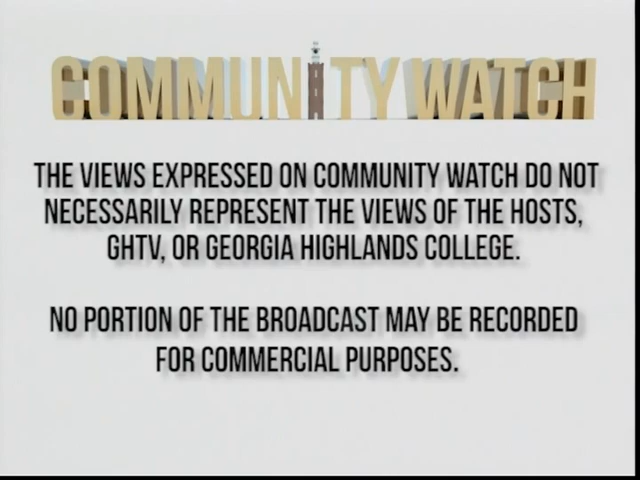 COMMUNITY WATCH
THE VIEWS EXPRESSED ON COMMUNITY WATCH DO NOT
NECESSARILY REPRESENT THE VIEWS OF THE HOSTS,
GHTV, OR GEORGIA HIGHLANDS COLLEGE.
NO PORTION OF THE BROADCAST MAY BE RECORDED
FOR COMMERCIAL PURPOSES.